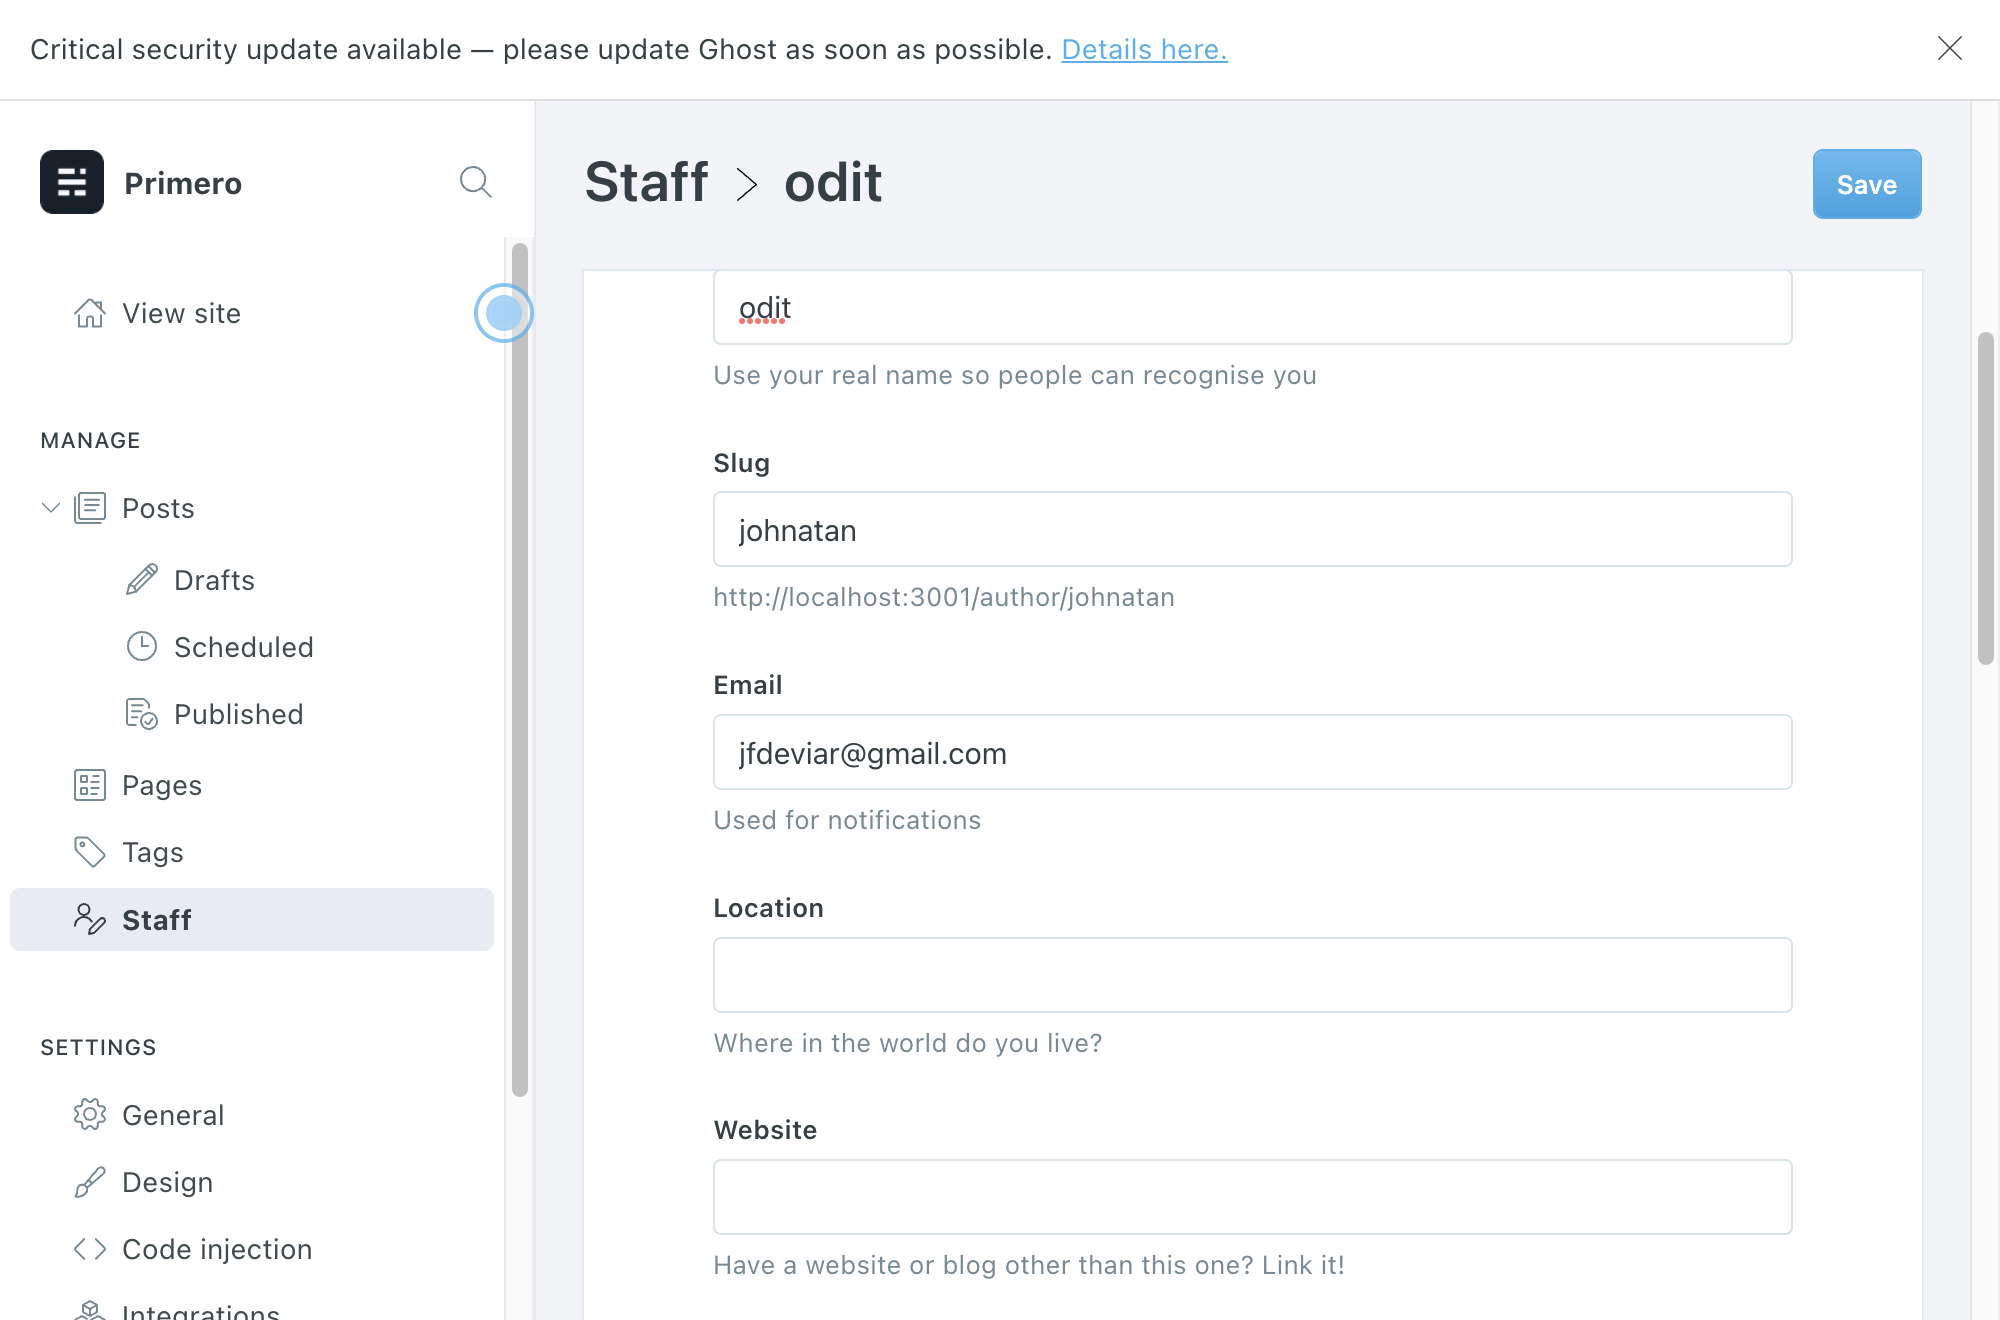 Critical security update available — please update Ghost as soon as possible. Details here.
Primero
View site
MANAGE
Posts
Drafts
Scheduled
Published
Pages
Tags
Staff
SETTINGS
General
Design
Code injection
Integrations
Staff > odit
Save
odit
Use your real name so people can recognise you
Slug
johnatan
http://localhost:3001/author/johnatan
Email
jfdeviar@gmail.com
Used for notifications
Location
Where in the world do you live?
Website
Have a website or blog other than this one? Link it!